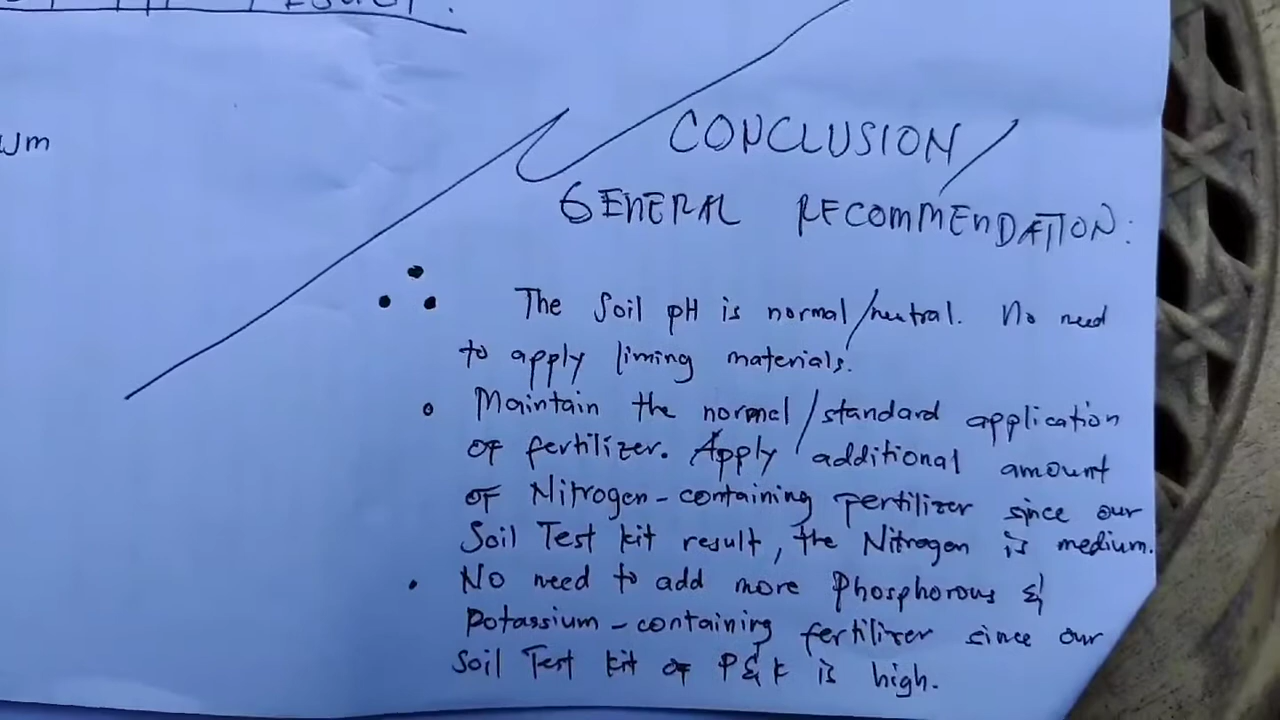 CONCLUSION/
GENERAL RECOMMENDATION:
∴ The Soil pH is normal/neutral. No need
to apply liming materials.
• Maintain the normal/standard application
of fertilizer. Apply additional amount
of Nitrogen-containing fertilizer since our
Soil Test kit result, the Nitrogen is medium.
• No need to add more Phosphorous &
Potassium-containing fertilizer since our
Soil Test kit of P & K is high.